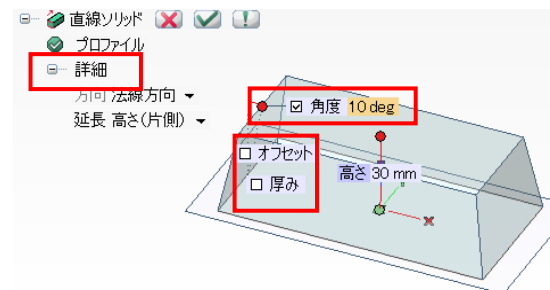 直線ソリッド
プロファイル
詳細
方向 法線方向
延長 高さ(片側)
角度 10 deg
オフセット
厚み
高さ 30 mm